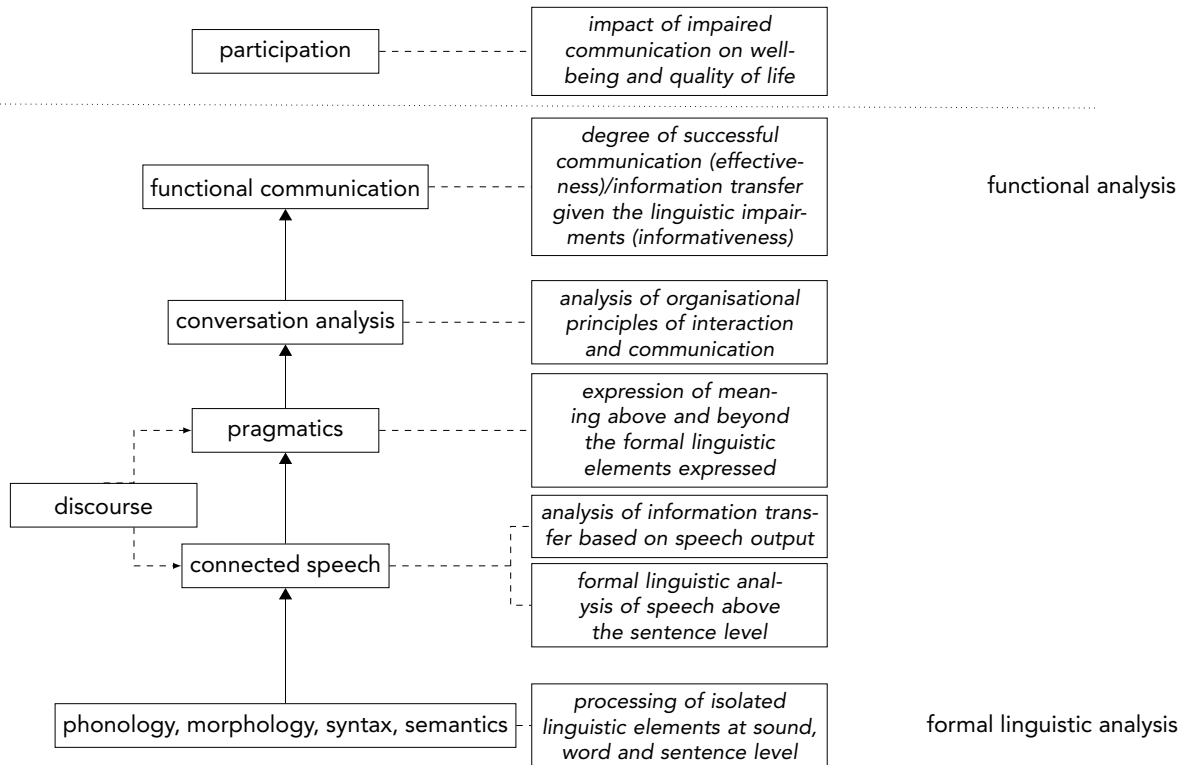 participation
impact of impaired
communication on well-
being and quality of life
functional communication
degree of successful
communication (effective-
ness)/information transfer
given the linguistic impair-
ments (informativeness)
functional analysis
conversation analysis
analysis of organisational
principles of interaction
and communication
pragmatics
expression of mean-
ing above and beyond
the formal linguistic
elements expressed
discourse
connected speech
analysis of information trans-
fer based on speech output
formal linguistic anal-
ysis of speech above
the sentence level
phonology, morphology, syntax, semantics
processing of isolated
linguistic elements at sound,
word and sentence level
formal linguistic analysis